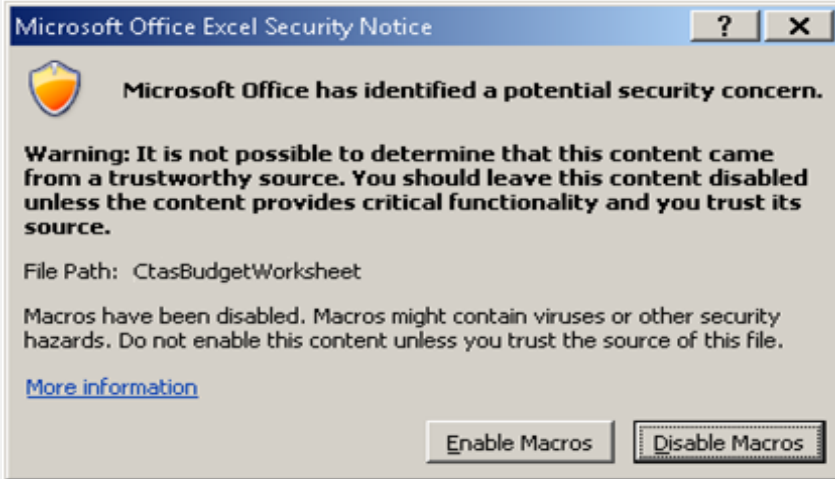 Microsoft Office Excel Security Notice
Microsoft Office has identified a potential security concern.
Warning: It is not possible to determine that this content came
from a trustworthy source. You should leave this content disabled
unless the content provides critical functionality and you trust its
source.
File Path: CtasBudgetWorksheet
Macros have been disabled. Macros might contain viruses or other security
hazards. Do not enable this content unless you trust the source of this file.
More information
Enable Macros
Disable Macros